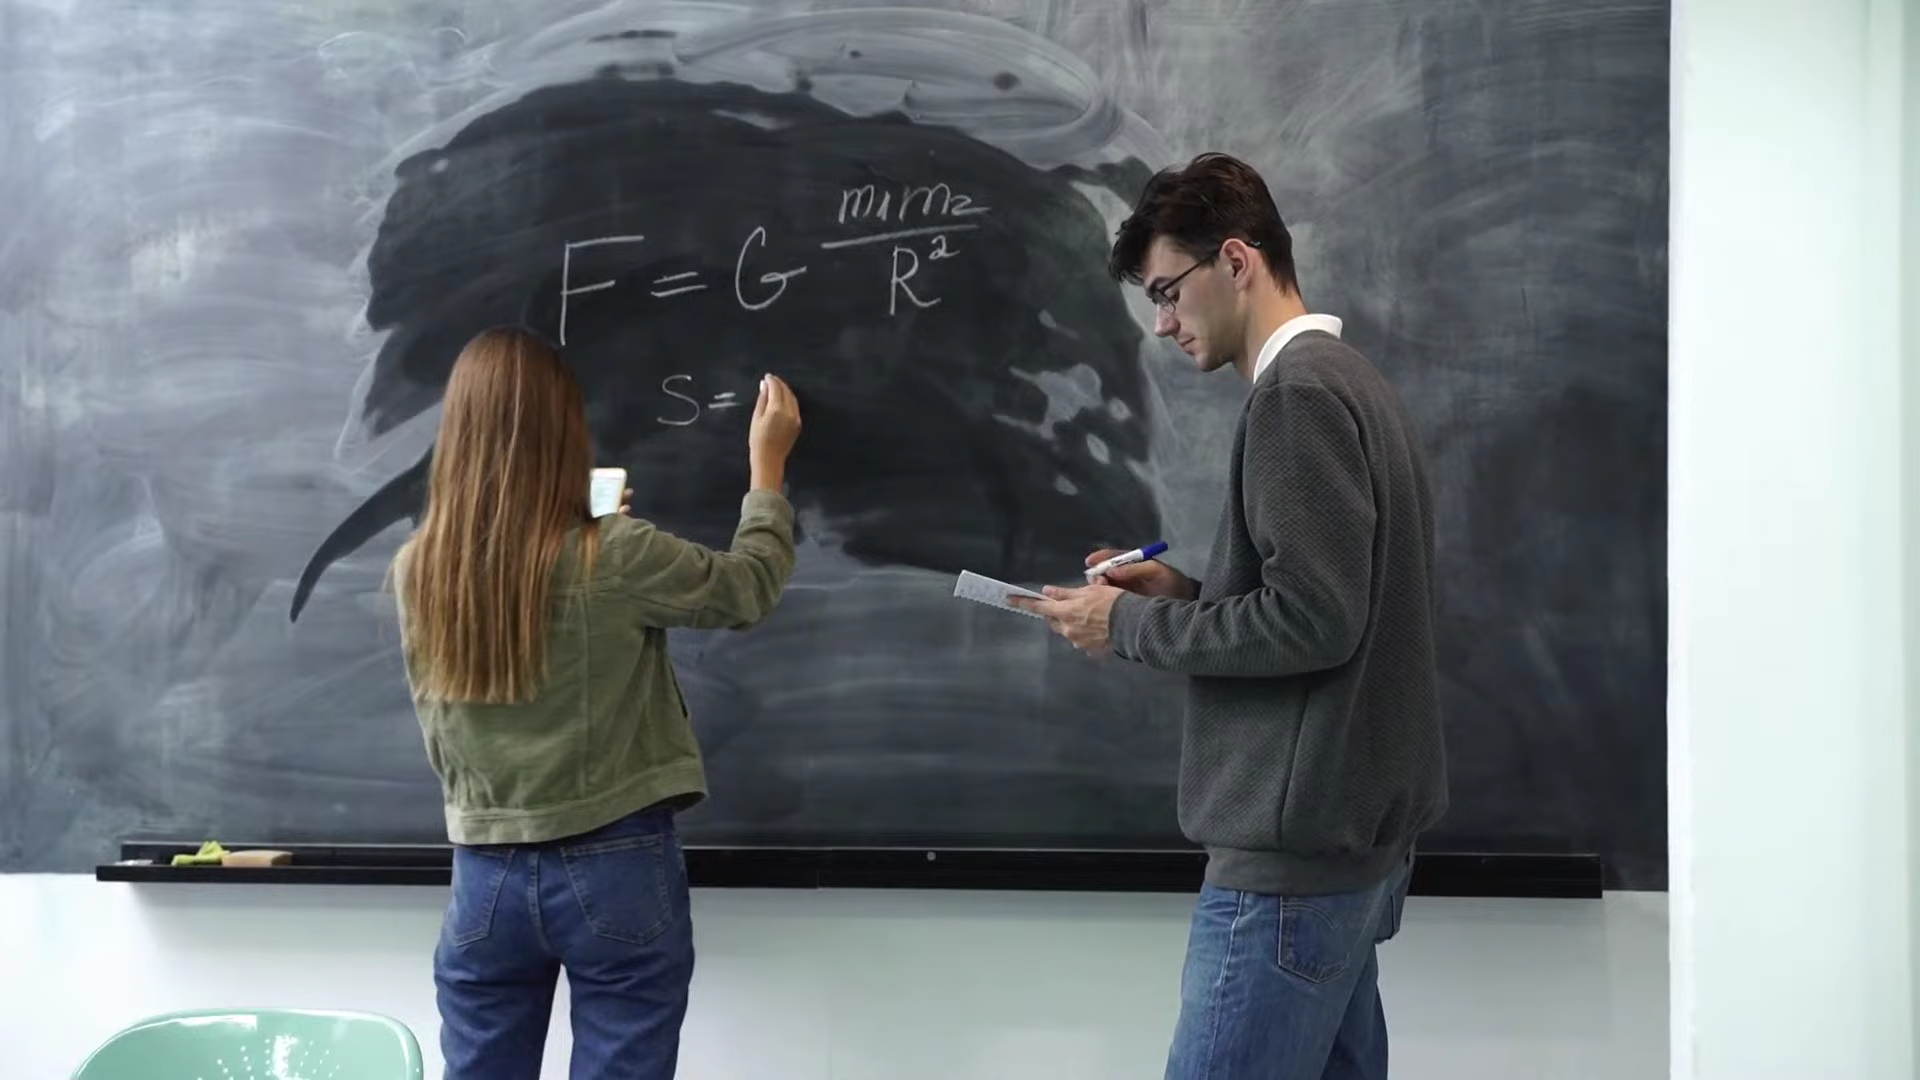 F = G m1m2 / R²
S =